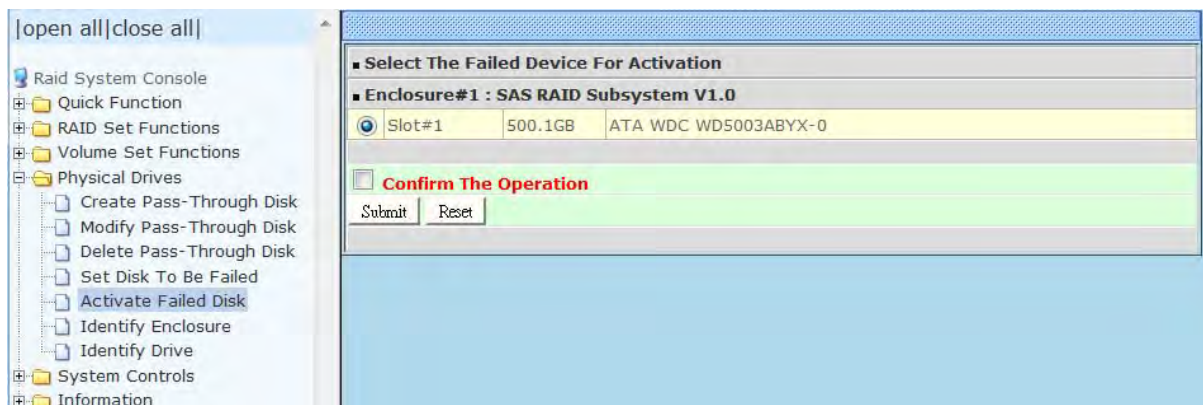 |open all|close all|
Raid System Console
Quick Function
RAID Set Functions
Volume Set Functions
Physical Drives
Create Pass-Through Disk
Modify Pass-Through Disk
Delete Pass-Through Disk
Set Disk To Be Failed
Activate Failed Disk
Identify Enclosure
Identify Drive
System Controls
Information
Select The Failed Device For Activation
Enclosure#1 : SAS RAID Subsystem V1.0
Slot#1 500.1GB ATA WDC WD5003ABYX-0
Confirm The Operation
Submit Reset